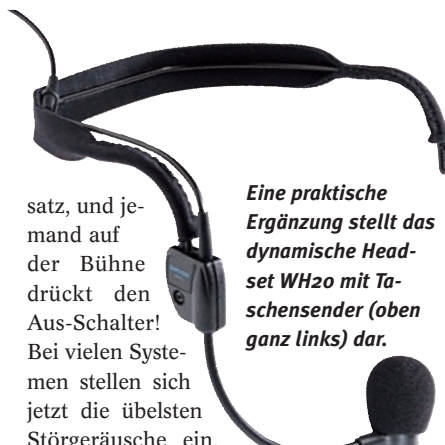 satz, und je-
mand auf
der Bühne
drückt den
Aus-Schalter!
Bei vielen Syste-
men stellen sich
jetzt die übelsten
Störgeräusche ein.
Eine praktische
Ergänzung stellt das
dynamische Head-
set WH20 mit Ta-
schensender (oben
ganz links) dar.